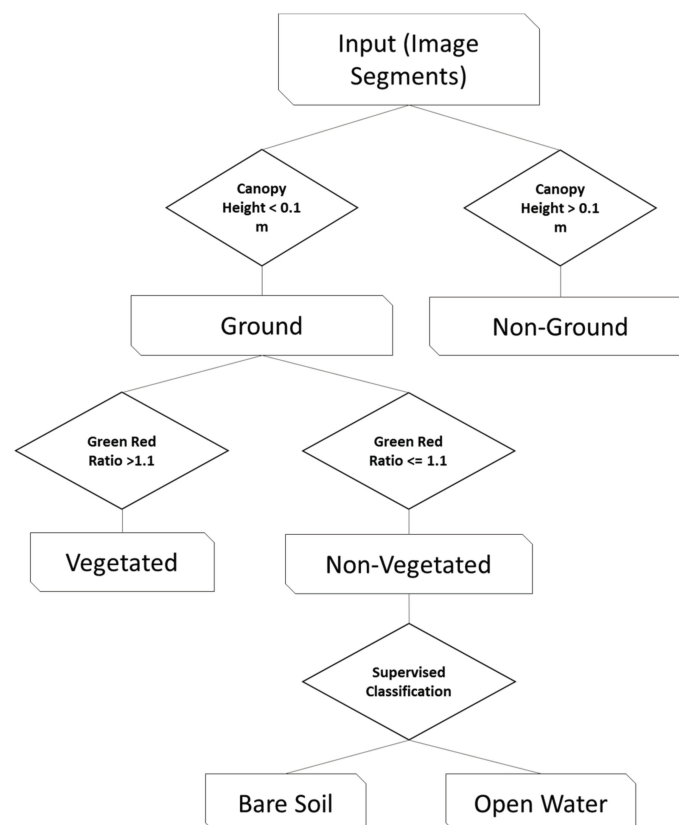 Input (Image
Segments)
Canopy
Height < 0.1
m
Canopy
Height > 0.1
m
Ground
Non-Ground
Green Red
Ratio >1.1
Green Red
Ratio <= 1.1
Vegetated
Non-Vegetated
Supervised
Classification
Bare Soil
Open Water